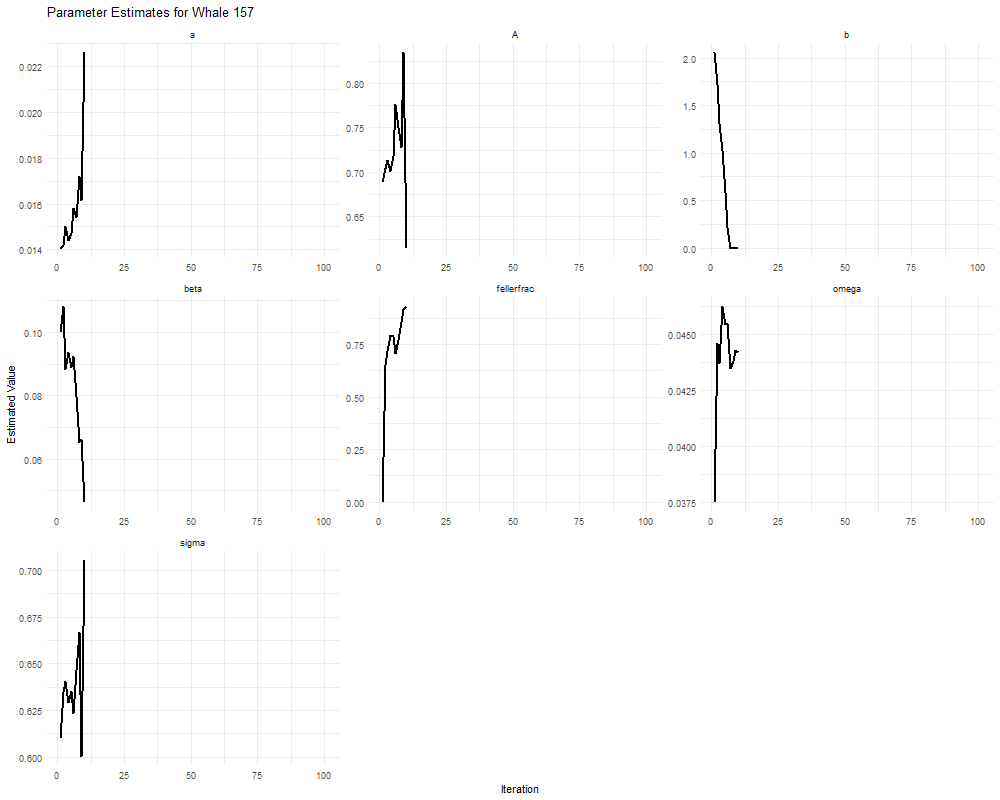 Parameter Estimates for Whale 157
a
A
b
0.022
0.020
0.018
0.016
0.014
0.80
0.75
0.70
0.65
2.0
1.5
1.0
0.5
0.0
0 25 50 75 100
0 25 50 75 100
0 25 50 75 100
beta
fellerfrac
omega
0.10
0.08
0.06
0.75
0.50
0.25
0.00
0.0450
0.0425
0.0400
0.0375
0 25 50 75 100
0 25 50 75 100
0 25 50 75 100
Estimated Value
sigma
0.700
0.675
0.650
0.625
0.600
0 25 50 75 100
Iteration